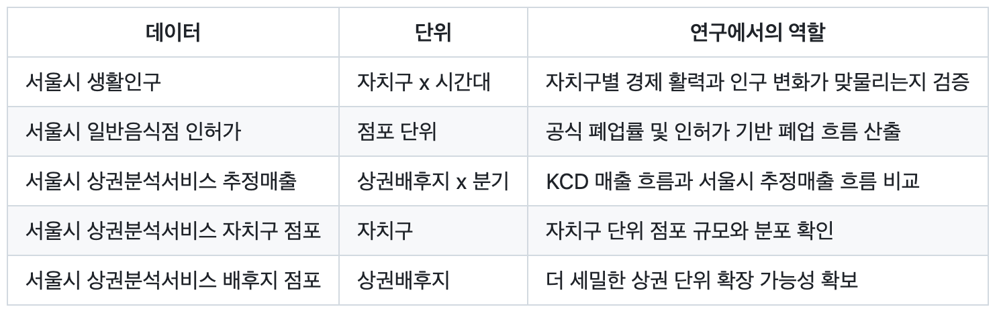 데이터 단위 연구에서의 역할
서울시 생활인구 자치구 x 시간대 자치구별 경제 활력과 인구 변화가 맞물리는지 검증
서울시 일반음식점 인허가 점포 단위 공식 폐업률 및 인허가 기반 폐업 흐름 산출
서울시 상권분석서비스 추정매출 상권배후지 x 분기 KCD 매출 흐름과 서울시 추정매출 흐름 비교
서울시 상권분석서비스 자치구 점포 자치구 자치구 단위 점포 규모와 분포 확인
서울시 상권분석서비스 배후지 점포 상권배후지 더 세밀한 상권 단위 확장 가능성 확보